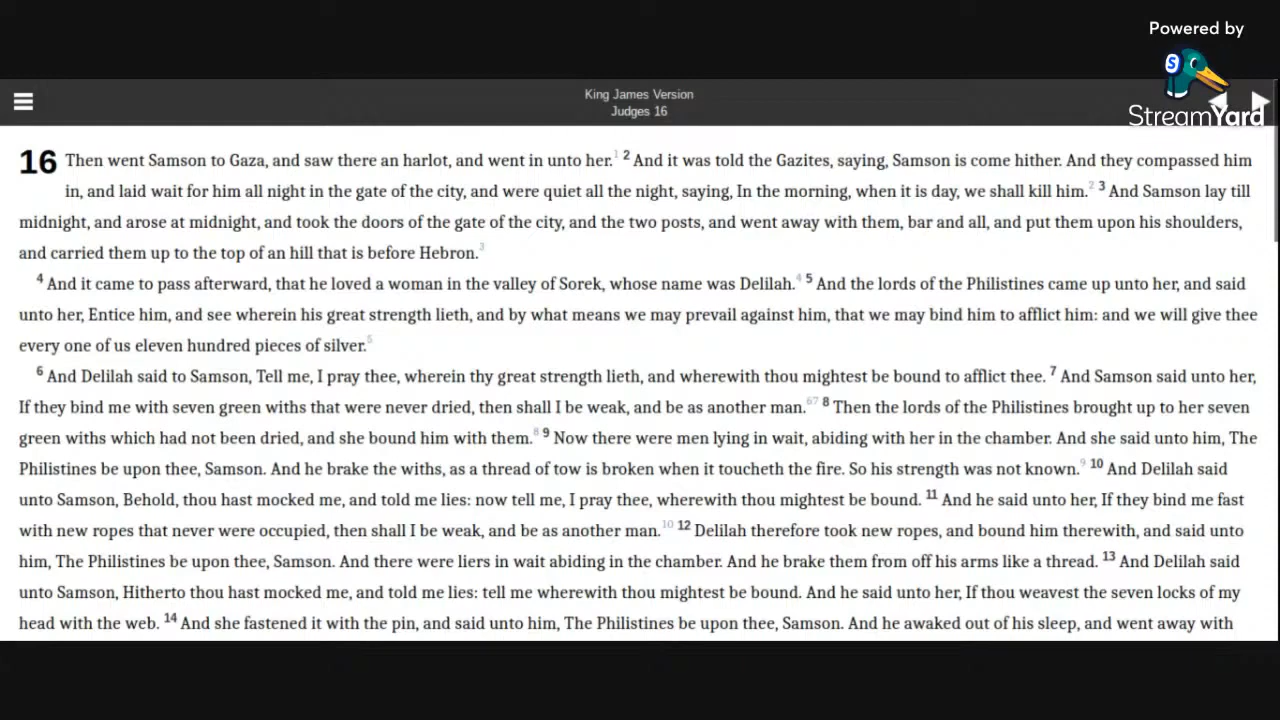 Powered by
S
StreamYard
King James Version
Judges 16
16 Then went Samson to Gaza, and saw there an harlot, and went in unto her.1 2 And it was told the Gazites, saying, Samson is come hither. And they compassed him
in, and laid wait for him all night in the gate of the city, and were quiet all the night, saying, In the morning, when it is day, we shall kill him.2 3 And Samson lay till
midnight, and arose at midnight, and took the doors of the gate of the city, and the two posts, and went away with them, bar and all, and put them upon his shoulders,
and carried them up to the top of an hill that is before Hebron.3
4 And it came to pass afterward, that he loved a woman in the valley of Sorek, whose name was Delilah.4 5 And the lords of the Philistines came up unto her, and said
unto her, Entice him, and see wherein his great strength lieth, and by what means we may prevail against him, that we may bind him to afflict him: and we will give thee
every one of us eleven hundred pieces of silver.5
6 And Delilah said to Samson, Tell me, I pray thee, wherein thy great strength lieth, and wherewith thou mightest be bound to afflict thee. 7 And Samson said unto her,
If they bind me with seven green withs that were never dried, then shall I be weak, and be as another man.67 8 Then the lords of the Philistines brought up to her seven
green withs which had not been dried, and she bound him with them.8 9 Now there were men lying in wait, abiding with her in the chamber. And she said unto him, The
Philistines be upon thee, Samson. And he brake the withs, as a thread of tow is broken when it toucheth the fire. So his strength was not known.9 10 And Delilah said
unto Samson, Behold, thou hast mocked me, and told me lies: now tell me, I pray thee, wherewith thou mightest be bound. 11 And he said unto her, If they bind me fast
with new ropes that never were occupied, then shall I be weak, and be as another man.10 12 Delilah therefore took new ropes, and bound him therewith, and said unto
him, The Philistines be upon thee, Samson. And there were liers in wait abiding in the chamber. And he brake them from off his arms like a thread. 13 And Delilah said
unto Samson, Hitherto thou hast mocked me, and told me lies: tell me wherewith thou mightest be bound. And he said unto her, If thou weavest the seven locks of my
head with the web. 14 And she fastened it with the pin, and said unto him, The Philistines be upon thee, Samson. And he awaked out of his sleep, and went away with